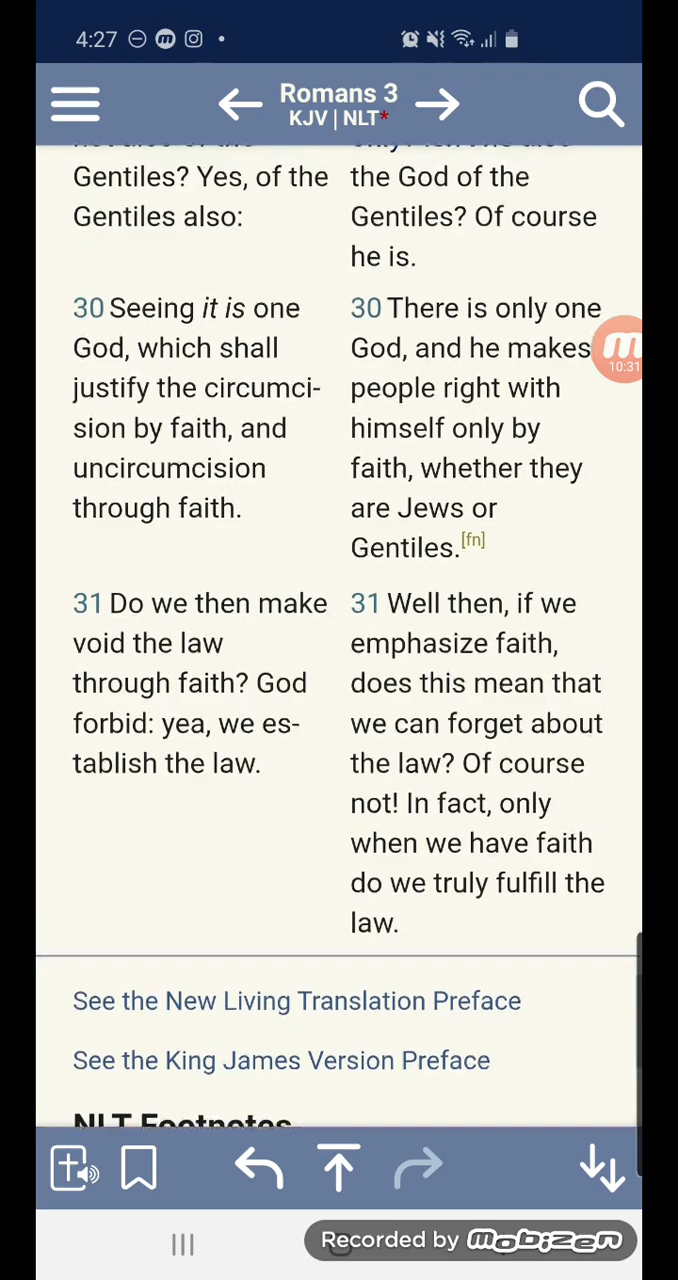 4:27
Romans 3
KJV | NLT*
Gentiles? Yes, of the
Gentiles also:
30 Seeing it is one
God, which shall
justify the circumci-
sion by faith, and
uncircumcision
through faith.
31 Do we then make
void the law
through faith? God
forbid: yea, we es-
tablish the law.
the God of the
Gentiles? Of course
he is.
30 There is only one
God, and he makes
people right with
himself only by
faith, whether they
are Jews or
Gentiles.[fn]
31 Well then, if we
emphasize faith,
does this mean that
we can forget about
the law? Of course
not! In fact, only
when we have faith
do we truly fulfill the
law.
m
10:31
See the New Living Translation Preface
See the King James Version Preface
NLT Footnotes
Recorded by mobizen